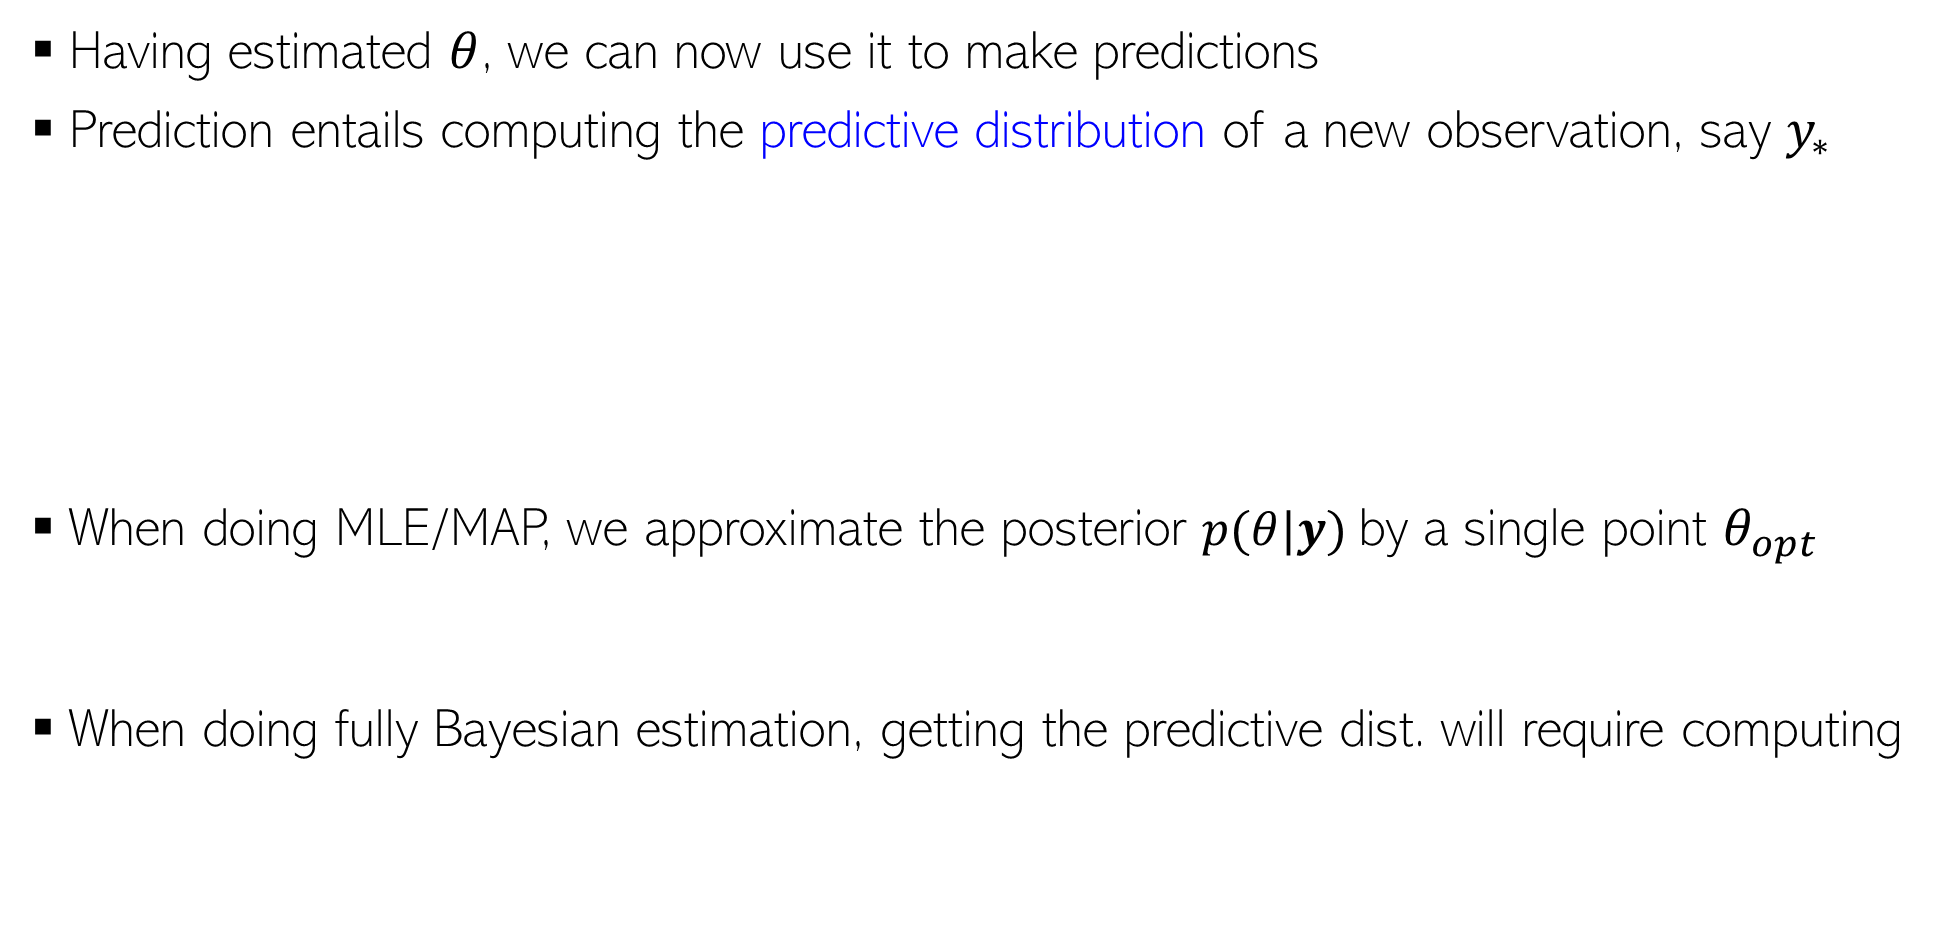 ▪ Having estimated θ, we can now use it to make predictions
▪ Prediction entails computing the predictive distribution of a new observation, say y∗
▪ When doing MLE/MAP, we approximate the posterior p(θ|y) by a single point θ_opt
▪ When doing fully Bayesian estimation, getting the predictive dist. will require computing